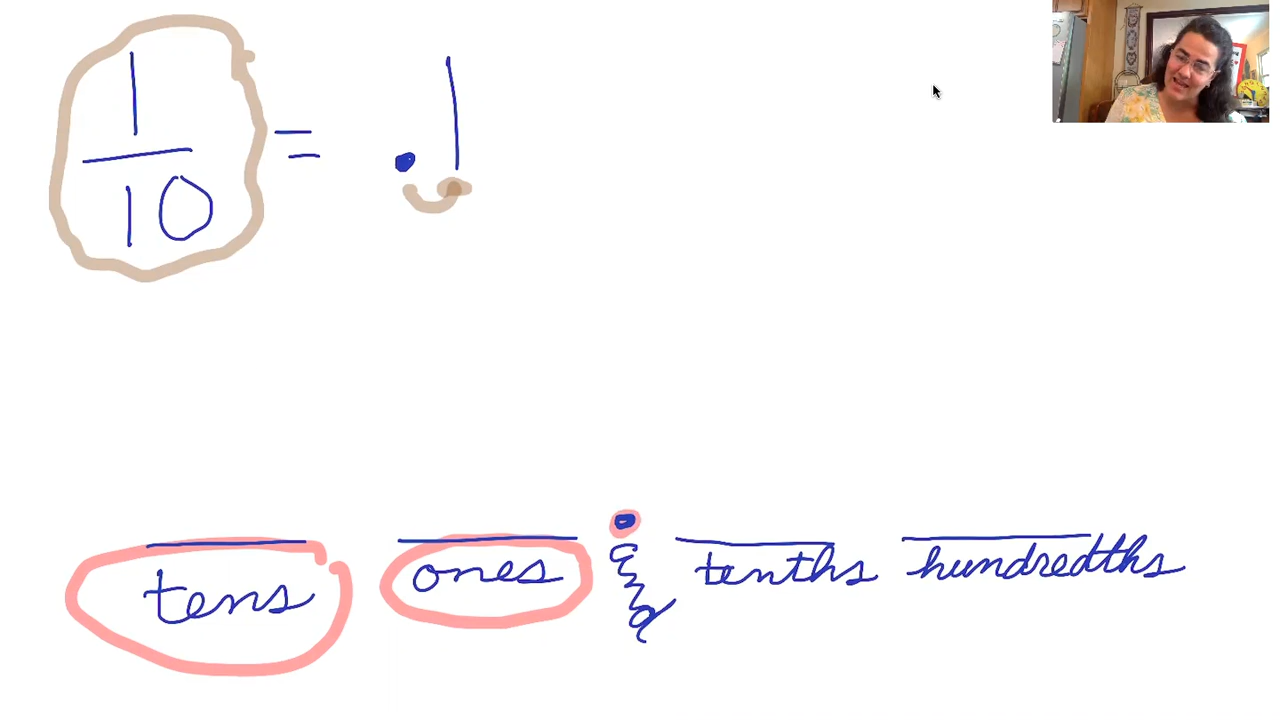 1/10 = .1
tens ones . tenths hundredths
and